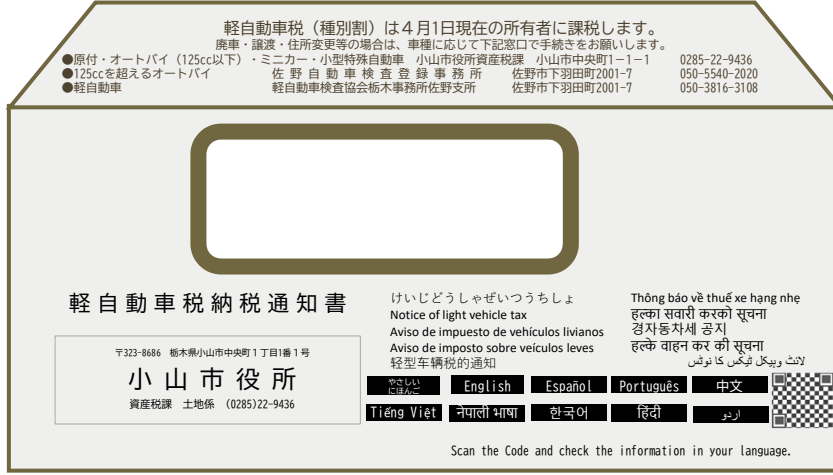 軽自動車税（種別割）は４月1日現在の所有者に課税します。
廃車・譲渡・住所変更等の場合は、車種に応じて下記窓口で手続きをお願いします。
●原付・オートバイ（125cc以下）・ミニカー・小型特殊自動車 小山市役所資産税課 小山市中央町1－1－1 0285-22-9436
●125ccを超えるオートバイ 佐野自動車検査登録事務所 佐野市下羽田町2001-7 050-5540-2020
●軽自動車 軽自動車検査協会栃木事務所佐野支所 佐野市下羽田町2001-7 050-3816-3108
軽自動車税納税通知書
〒323-8686 栃木県小山市中央町１丁目1番１号
小山市役所
資産税課 土地係 (0285)22-9436
けいじどうしゃぜいつうちしょ
Notice of light vehicle tax
Aviso de impuesto de vehículos livianos
Aviso de imposto sobre veículos leves
轻型车辆税的通知
Thông báo về thuế xe hạng nhẹ
हल्का सवारी करको सूचना
경자동차세 공지
हल्के वाहन कर की सूचना
لائٹ وہیکل ٹیکس کا نوٹس
やさしい
にほんご
English Español Português 中文
Tiếng Việt नेपाली भाषा 한국어 हिंदी اردو
Scan the Code and check the information in your language.